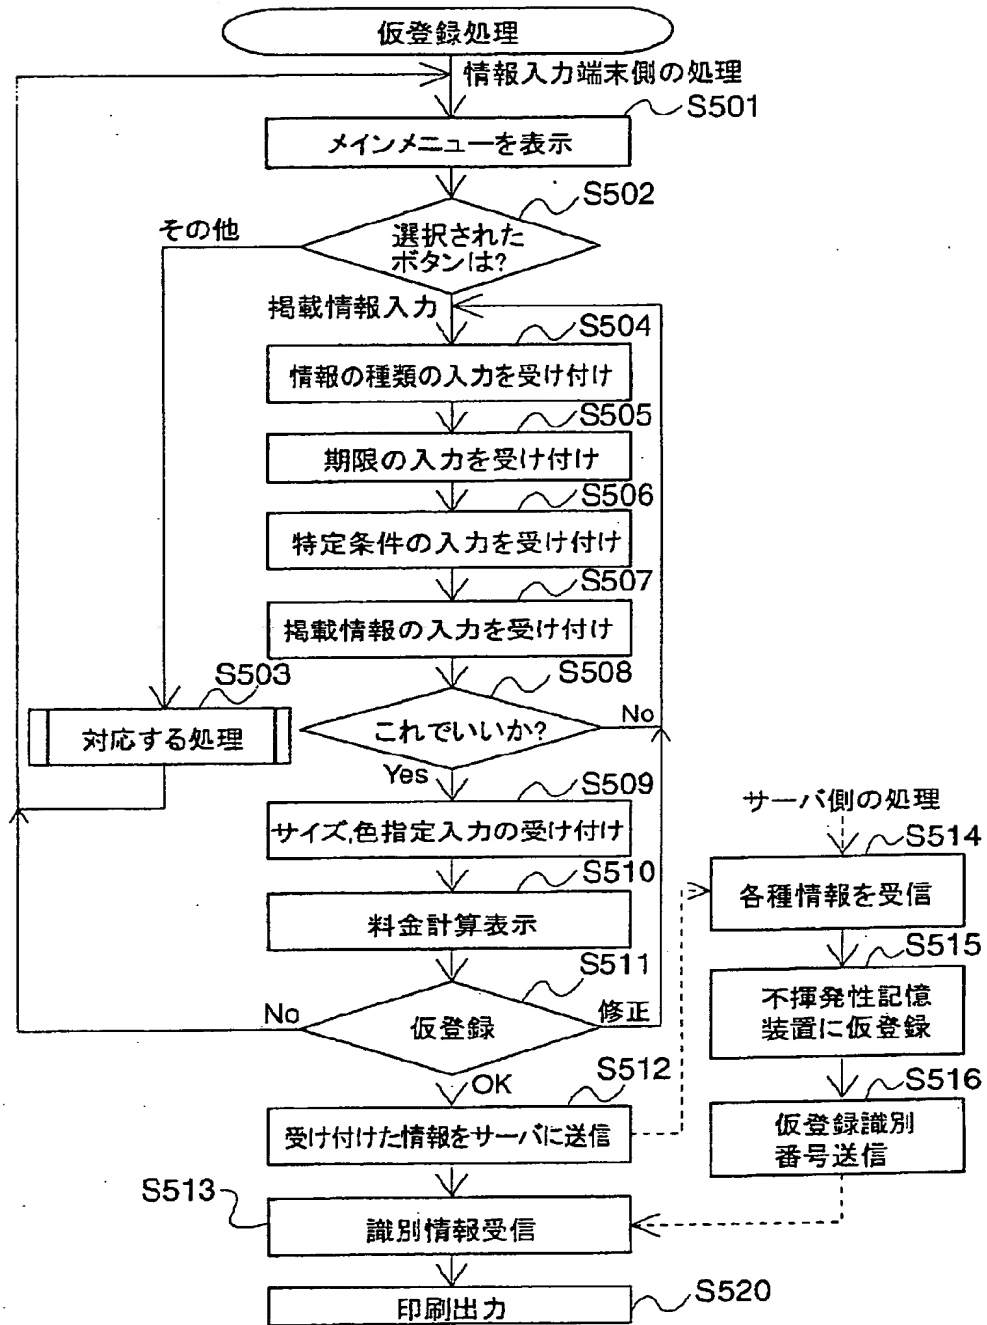 仮登録処理
情報入力端末側の処理
S501
メインメニューを表示
S502
その他
選択された
ボタンは?
掲載情報入力
S504
情報の種類の入力を受け付け
S505
期限の入力を受け付け
S506
特定条件の入力を受け付け
S507
掲載情報の入力を受け付け
S508
S503
これでいいか?
No
対応する処理
Yes
S509
サイズ,色指定入力の受け付け
サーバ側の処理
S514
S510
各種情報を受信
料金計算表示
S511
S515
No
仮登録
修正
不揮発性記憶
装置に仮登録
OK
S512
S516
受け付けた情報をサーバに送信
仮登録識別
番号送信
S513
識別情報受信
S520
印刷出力